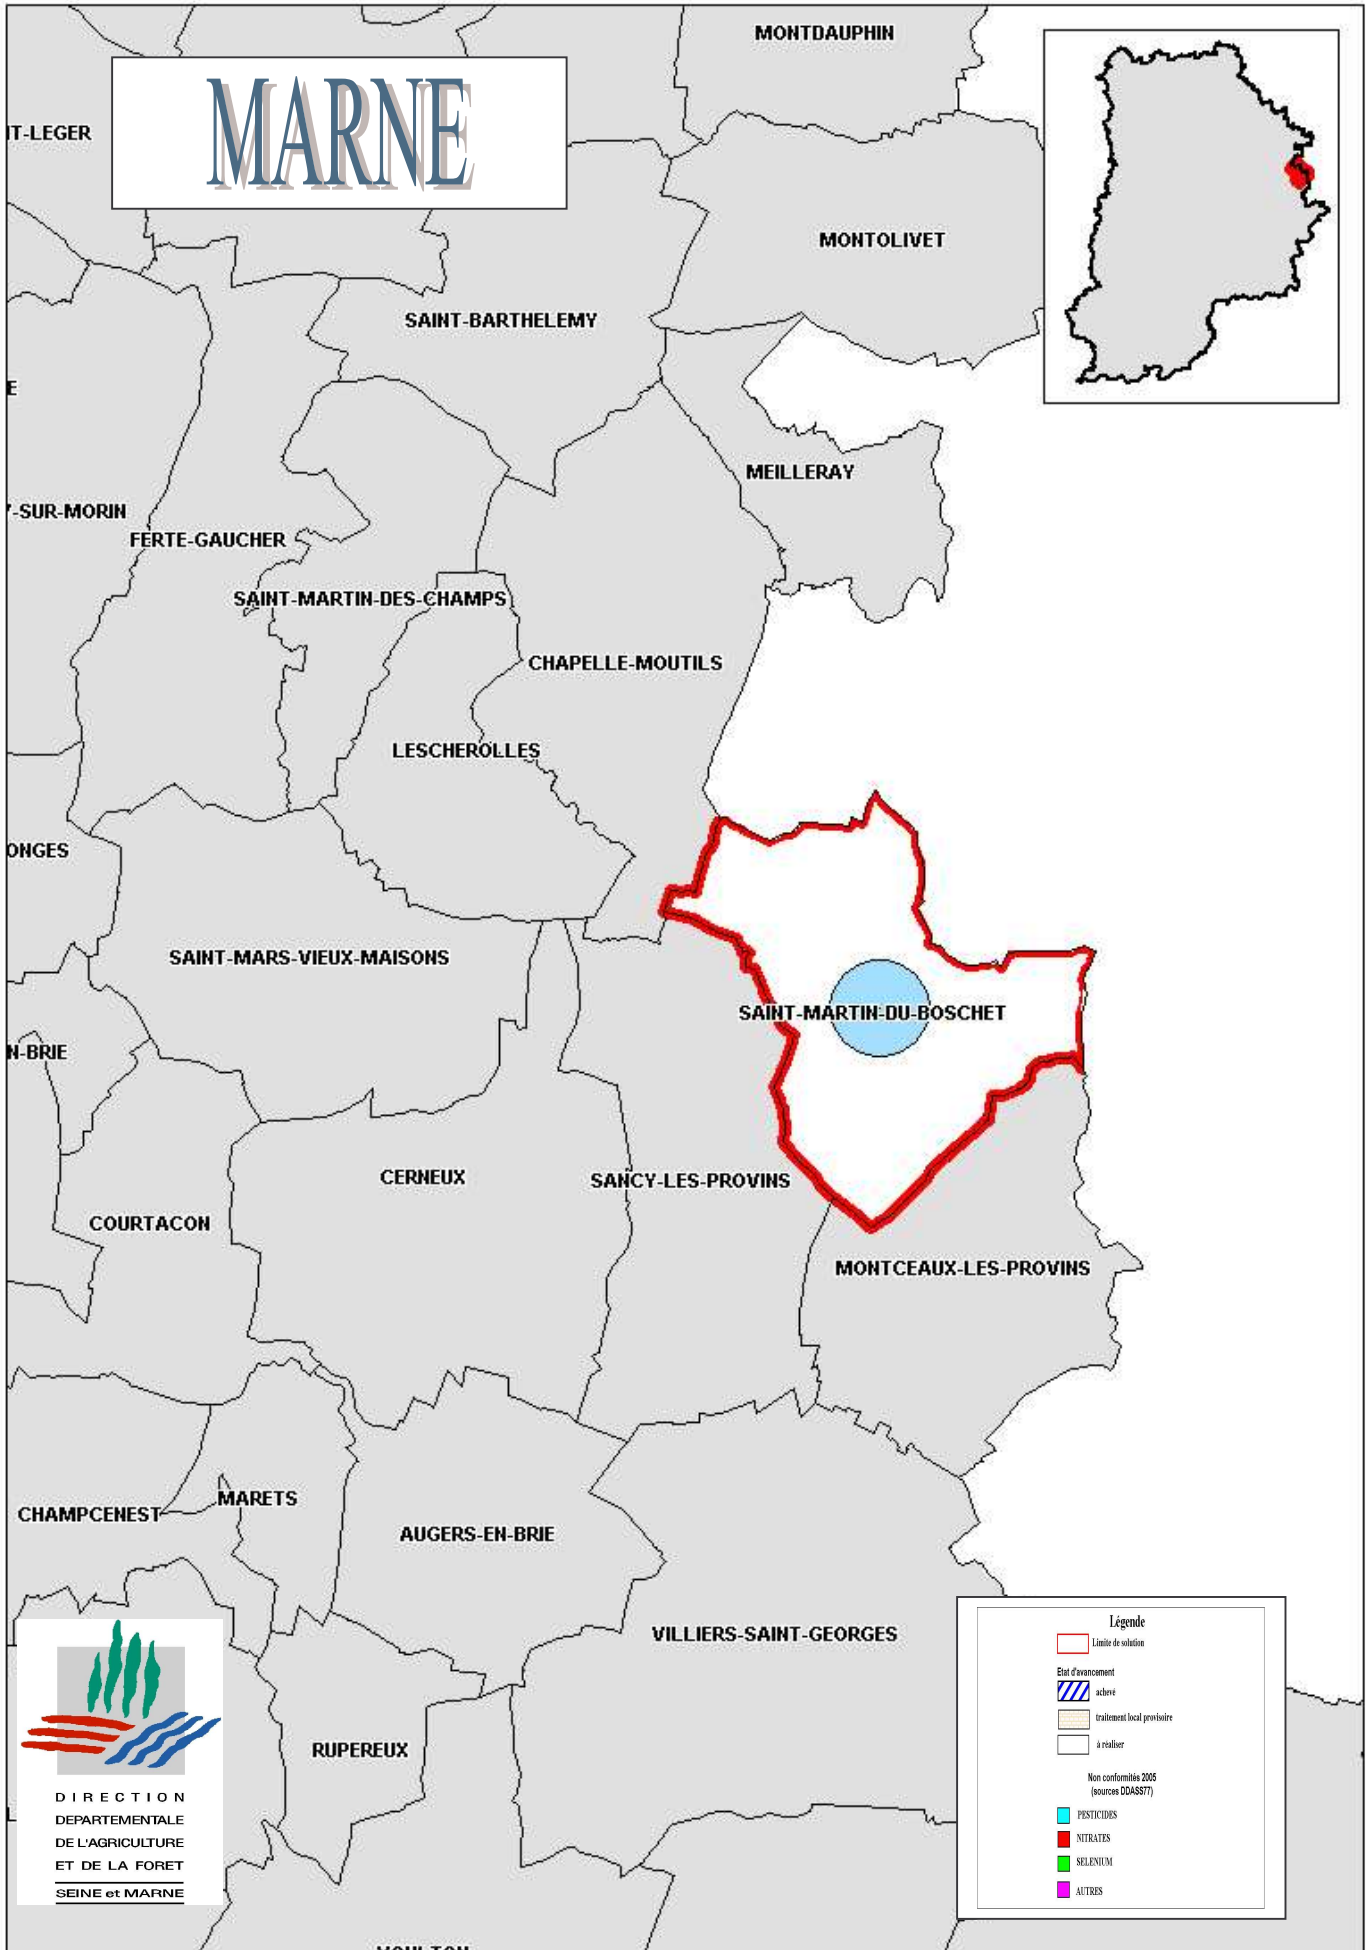 MONTDAUPHIN
MARNE
IT-LEGER
MONTOLIVET
SAINT-BARTHELEMY
E
MEILLERAY
Y-SUR-MORIN
FERTE-GAUCHER
SAINT-MARTIN-DES-CHAMPS
CHAPELLE-MOUTILS
LESCHEROLLES
ONGES
SAINT-MARS-VIEUX-MAISONS
SAINT-MARTIN-DU-BOSCHET
N-BRIE
CERNEUX
SANCY-LES-PROVINS
COURTACON
MONTCEAUX-LES-PROVINS
MARETS
CHAMPCENEST
AUGERS-EN-BRIE
VILLIERS-SAINT-GEORGES
RUPEREUX
DIRECTION
DEPARTEMENTALE
DE L'AGRICULTURE
ET DE LA FORET
SEINE et MARNE
Légende
Limite de solution
Etat d'avancement
achevé
traitement local provisoire
à réaliser
Non conformités 2005
(sources DDASS77)
PESTICIDES
NITRATES
SELENIUM
AUTRES